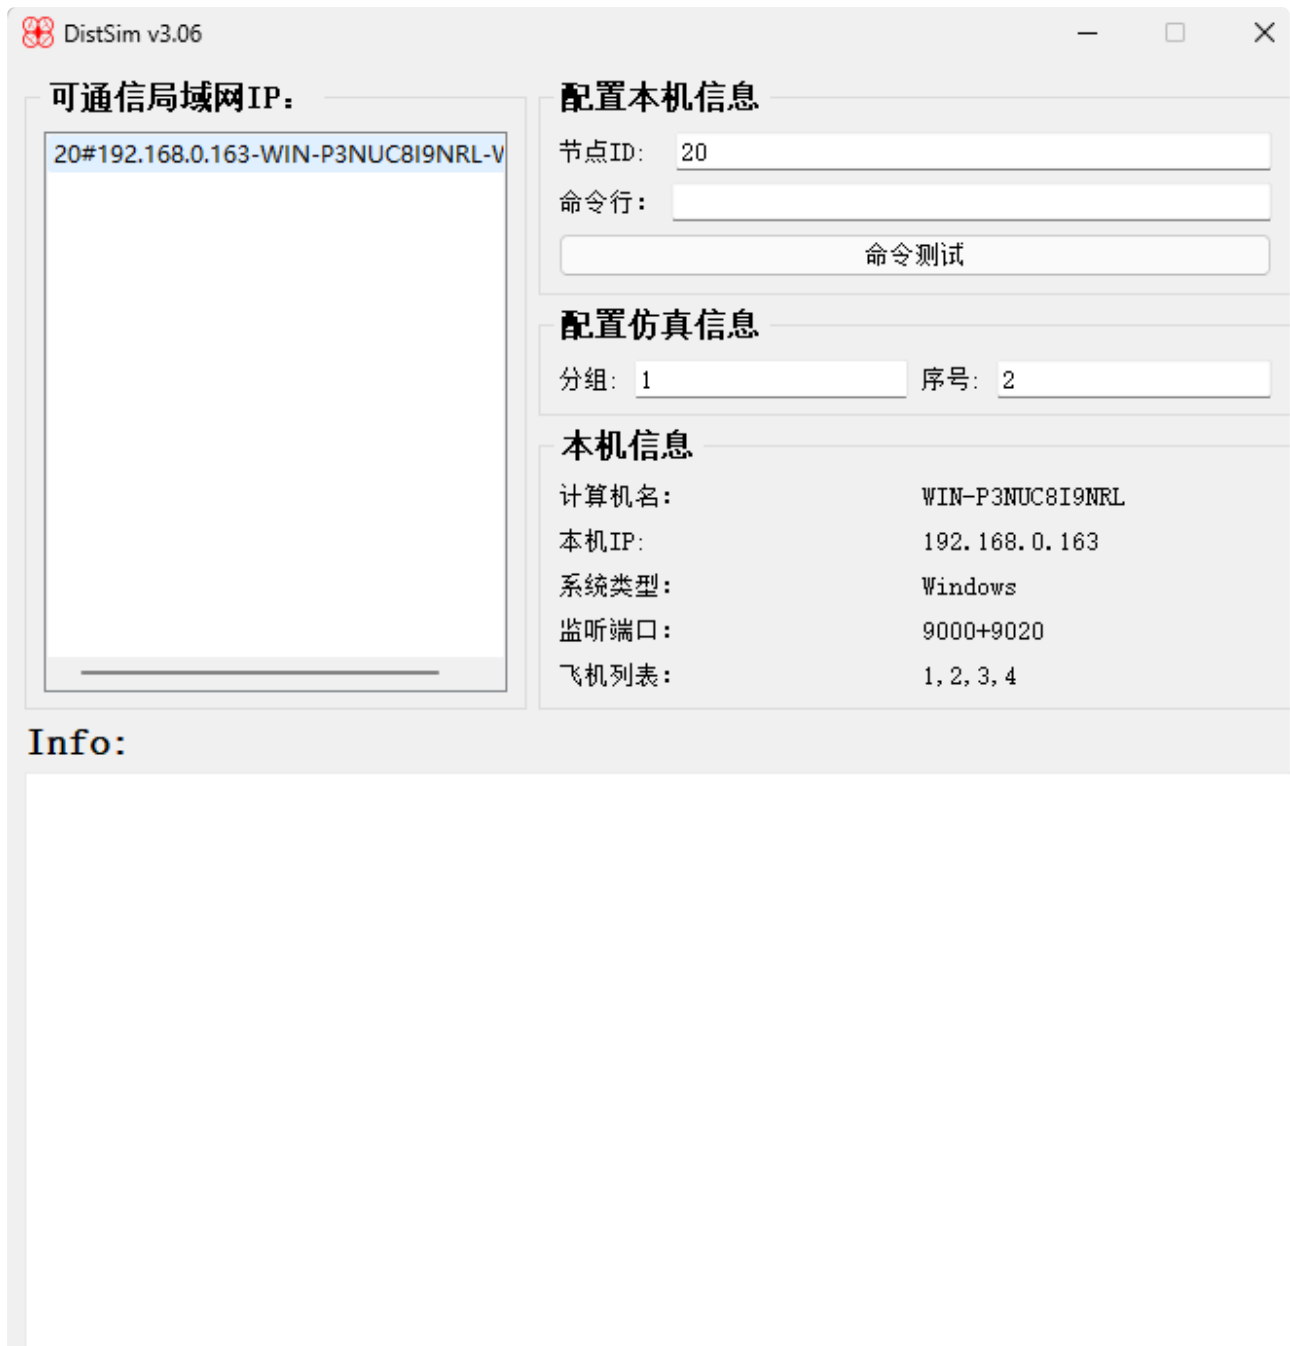 DistSim v3.06
可通信局域网IP：
20#192.168.0.163-WIN-P3NUC8I9NRL-W
配置本机信息
节点ID: 20
命令行：
命令测试
配置仿真信息
分组: 1 序号: 2
本机信息
计算机名： WIN-P3NUC8I9NRL
本机IP: 192.168.0.163
系统类型： Windows
监听端口： 9000+9020
飞机列表： 1,2,3,4
Info: